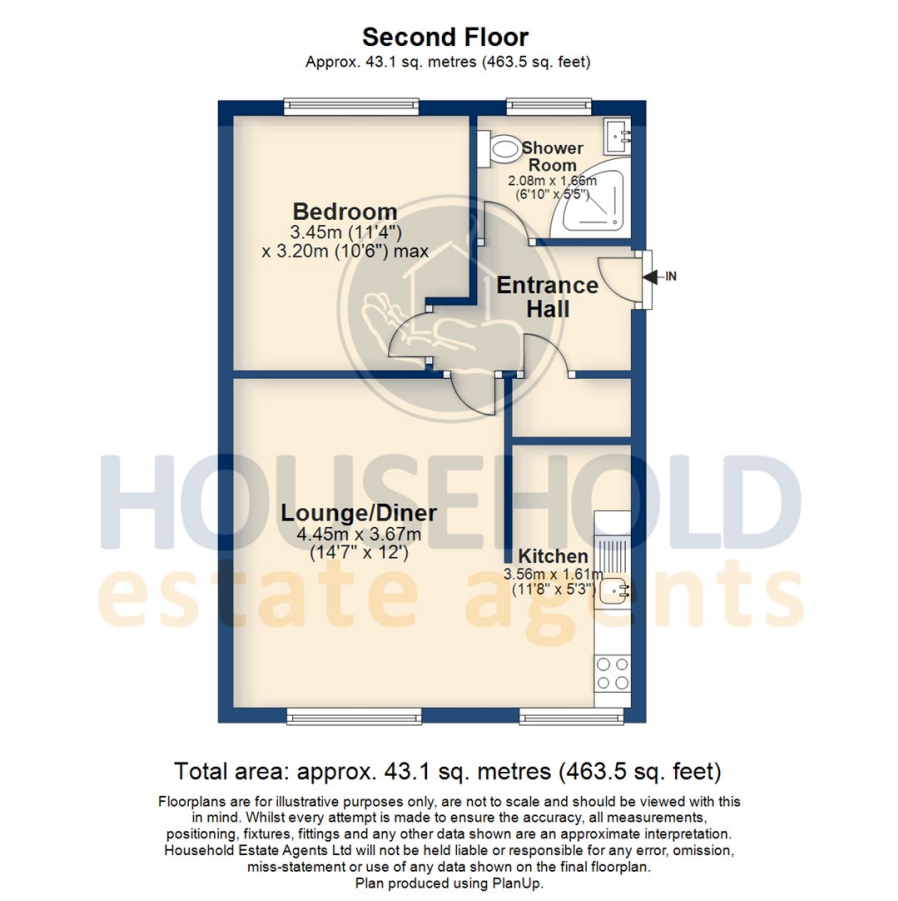 Second Floor
Approx. 43.1 sq. metres (463.5 sq. feet)
Shower
Room
2.08m x 1.66m
(6'10" x 5'5")
Bedroom
3.45m (11'4")
x 3.20m (10'6") max
IN
Entrance
Hall
HOUSEHOLD
estate agents
Lounge/Diner
4.45m x 3.67m
(14'7" x 12')
Kitchen
3.56m x 1.61m
(11'8" x 5'3")
Total area: approx. 43.1 sq. metres (463.5 sq. feet)
Floorplans are for illustrative purposes only, are not to scale and should be viewed with this
in mind. Whilst every attempt is made to ensure the accuracy, all measurements,
positioning, fixtures, fittings and any other data shown are an approximate interpretation.
Household Estate Agents Ltd will not be held liable or responsible for any error, omission,
miss-statement or use of any data shown on the final floorplan.
Plan produced using PlanUp.